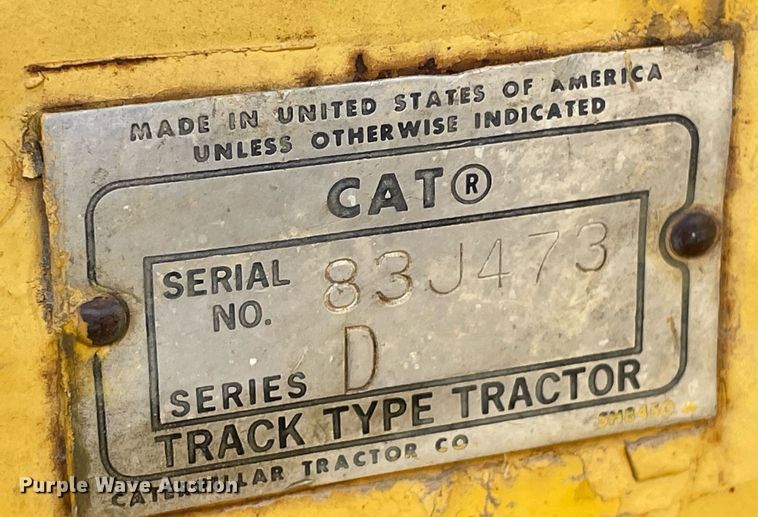 MADE IN UNITED STATES OF AMERICA
UNLESS OTHERWISE INDICATED
CAT®
SERIAL NO. 83J473
SERIES D
TRACK TYPE TRACTOR
CATERPILLAR TRACTOR CO.
Purple Wave Auction